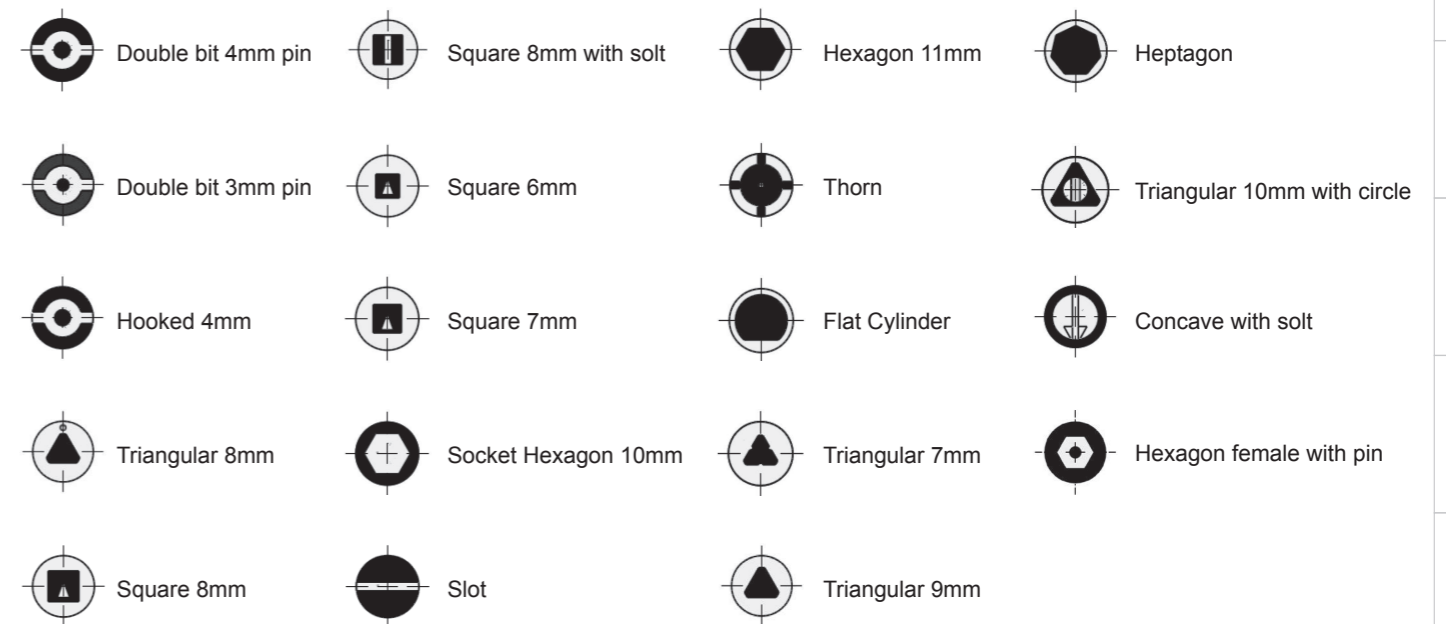 Double bit 4mm pin
Square 8mm with solt
Hexagon 11mm
Heptagon
Double bit 3mm pin
Square 6mm
Thorn
Triangular 10mm with circle
Hooked 4mm
Square 7mm
Flat Cylinder
Concave with solt
Triangular 8mm
Socket Hexagon 10mm
Triangular 7mm
Hexagon female with pin
Square 8mm
Slot
Triangular 9mm